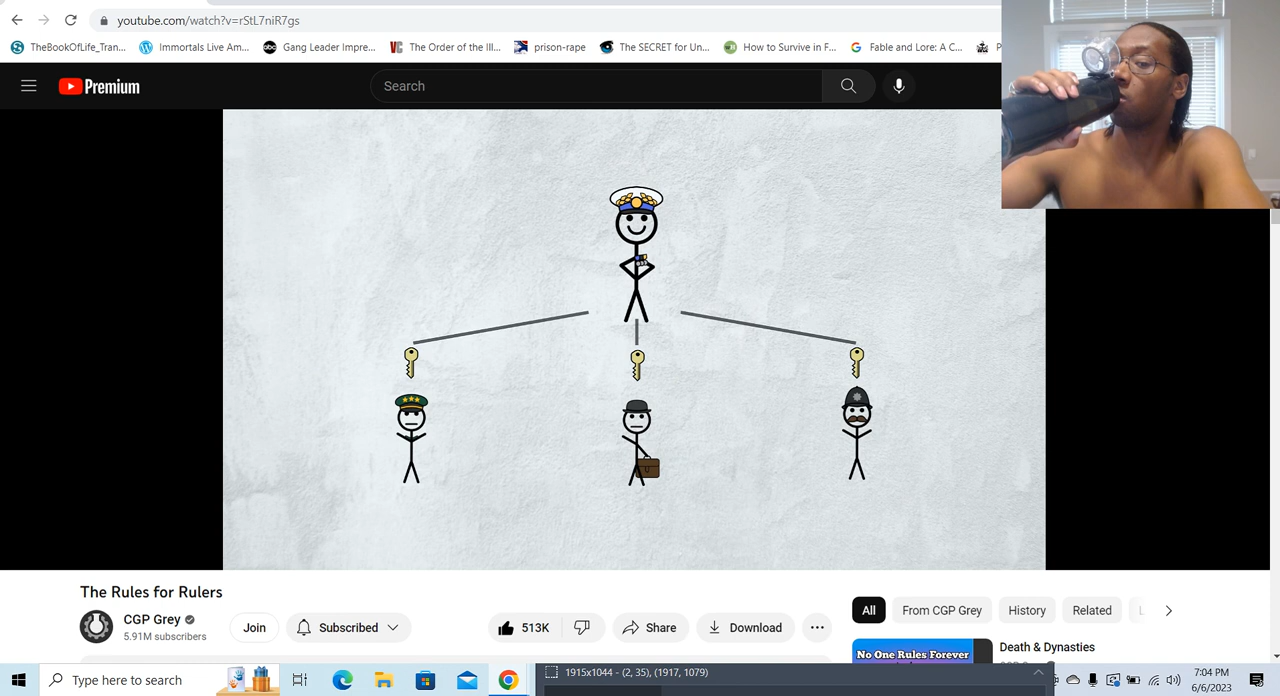 youtube.com/watch?v=rStL7niR7gs
TheBookOfLife_Tran... Immortals Live Am... abc Gang Leader Impre... VC The Order of the Ill... prison-rape The SECRET for Un... How to Survive in F... Fable and Lore: A C... P
Premium
Search
The Rules for Rulers
CGP Grey
5.91M subscribers
Join
Subscribed
513K
Share
Download
All
From CGP Grey
History
Related
No One Rules Forever
Death & Dynasties
Type here to search
1915x1044 - (2, 35), (1917, 1079)
7:04 PM
6/6/2023